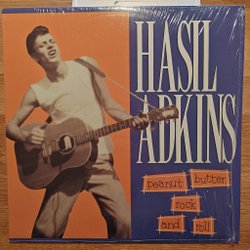 HASIL
ADKINS
peanut butter
rock
and roll